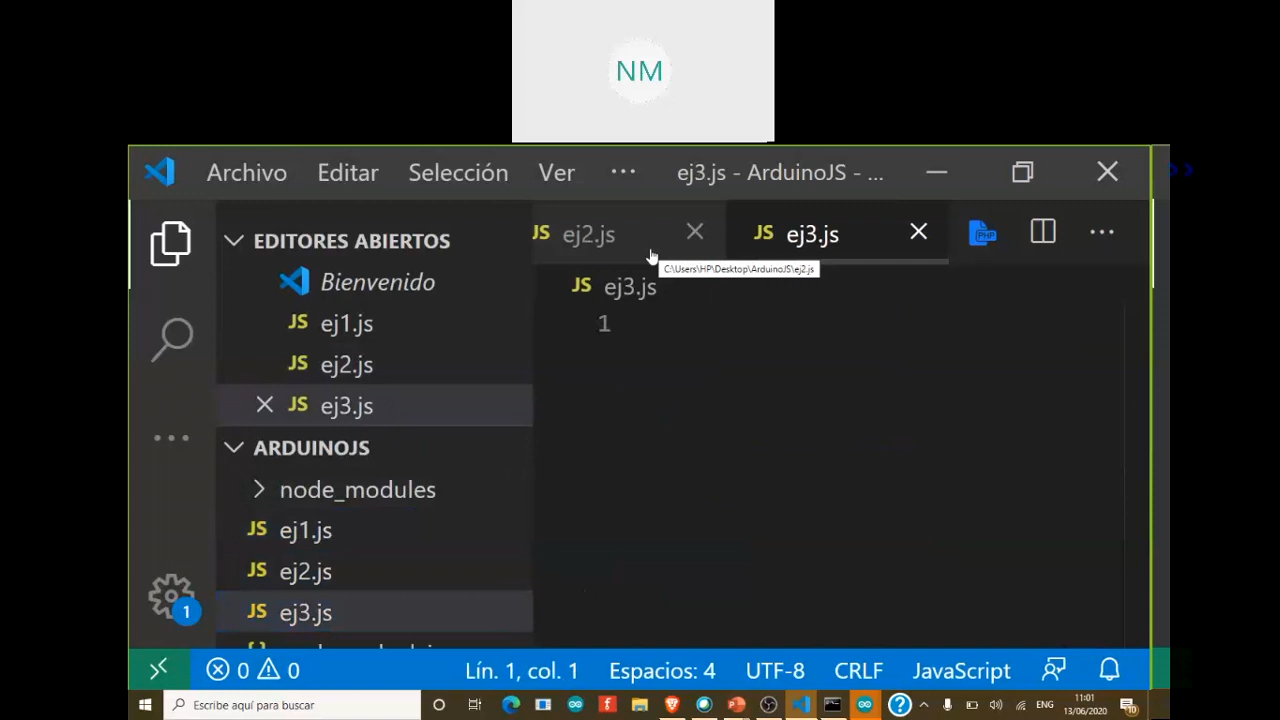 NM
Archivo Editar Selección Ver ··· ej3.js - ArduinoJS - ...
>>
EDITORES ABIERTOS
Bienvenido
JS ej1.js
JS ej2.js
JS ej3.js
ARDUINOJS
node_modules
JS ej1.js
JS ej2.js
JS ej3.js
JS ej2.js JS ej3.js PHP ···
C:\Users\HP\Desktop\ArduinoJS\ej2.js
JS ej3.js
1
1
0 0 Lín. 1, col. 1 Espacios: 4 UTF-8 CRLF JavaScript
Escribe aquí para buscar ENG 11:01
13/06/2020 10